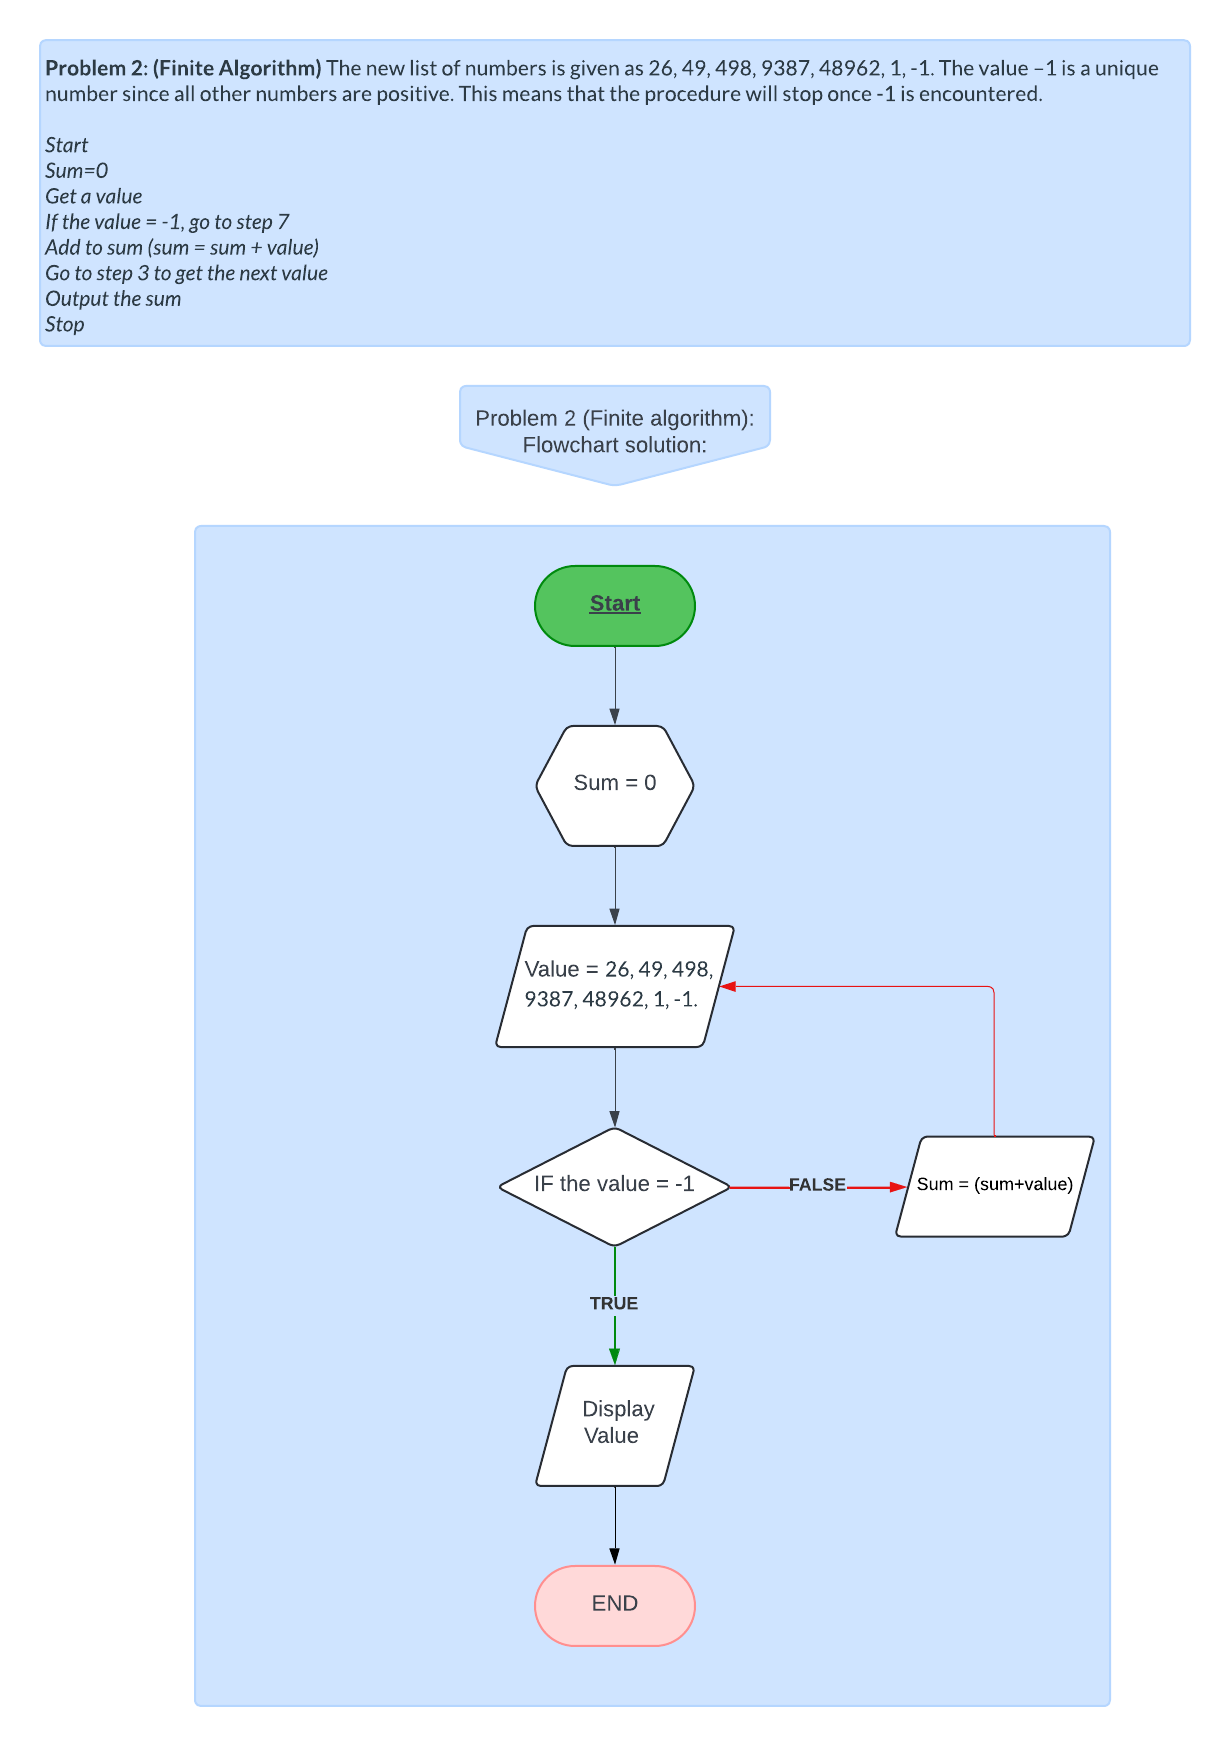 Problem 2: (Finite Algorithm) The new list of numbers is given as 26, 49, 498, 9387, 48962, 1, -1. The value –1 is a unique
number since all other numbers are positive. This means that the procedure will stop once -1 is encountered.
Start
Sum=0
Get a value
If the value = -1, go to step 7
Add to sum (sum = sum + value)
Go to step 3 to get the next value
Output the sum
Stop
Problem 2 (Finite algorithm):
Flowchart solution:
Start
Sum = 0
Value = 26, 49, 498,
9387, 48962, 1, -1.
IF the value = -1
FALSE
Sum = (sum+value)
TRUE
Display
Value
END